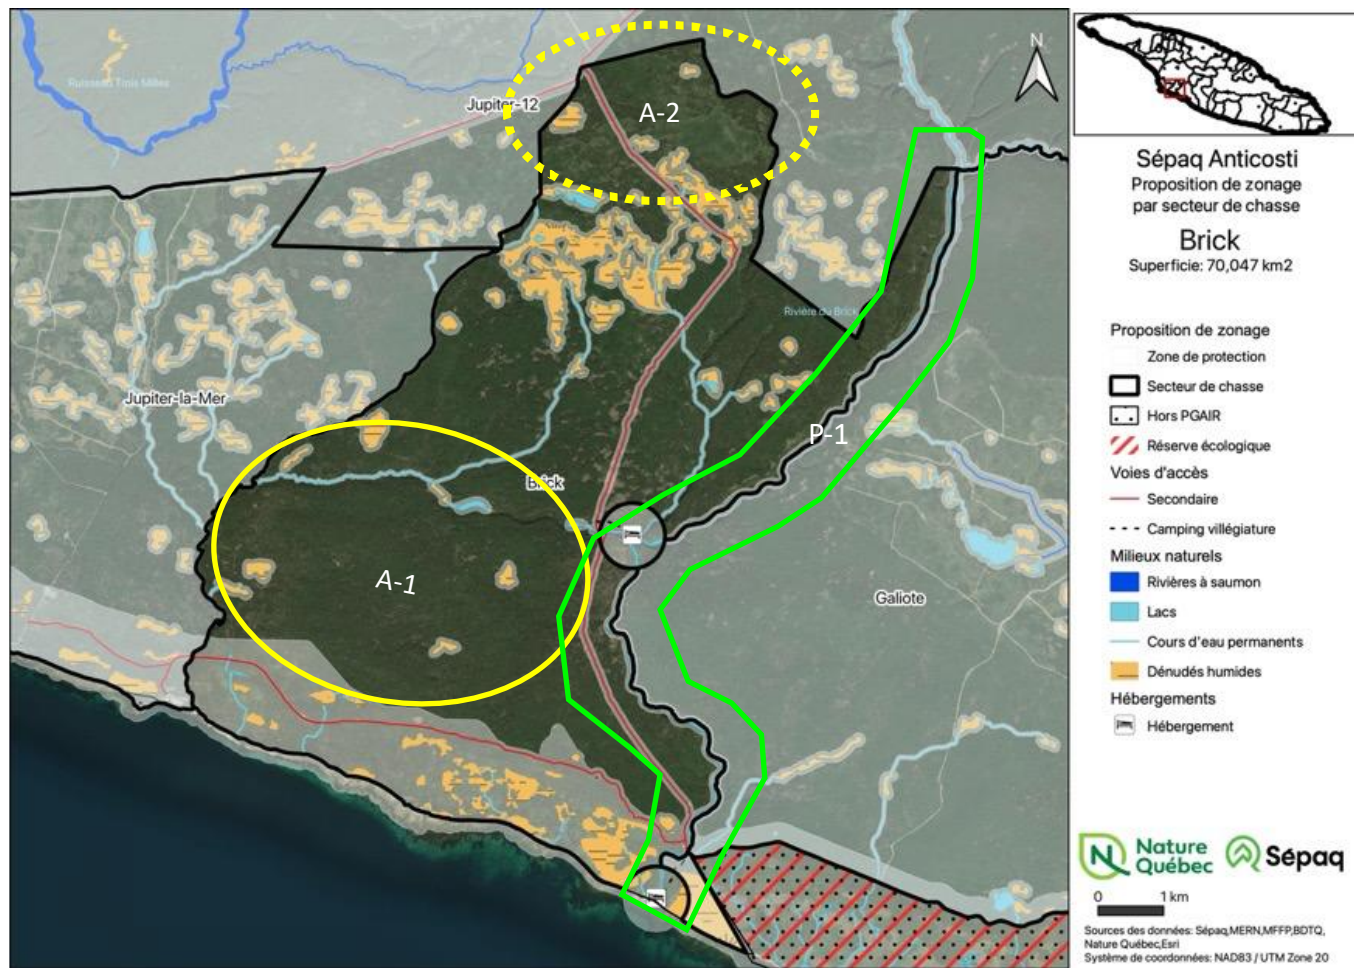 Ruisseau Trois Milles
Jupiter-12
A-2
N
Rivière du Brick
Jupiter-la-Mer
P-1
Brick
A-1
Galiote
Sépaq Anticosti
Proposition de zonage
par secteur de chasse
Brick
Superficie: 70,047 km2
Proposition de zonage
Zone de protection
Secteur de chasse
Hors PGAIR
Réserve écologique
Voies d'accès
Secondaire
Camping villégiature
Milieux naturels
Rivières à saumon
Lacs
Cours d'eau permanents
Dénudés humides
Hébergements
Hébergement
N Nature
Québec
Sépaq
0 1 km
Sources des données: Sépaq,MERN,MFFP,BDTQ,
Nature Québec,Esri
Système de coordonnées: NAD83 / UTM Zone 20